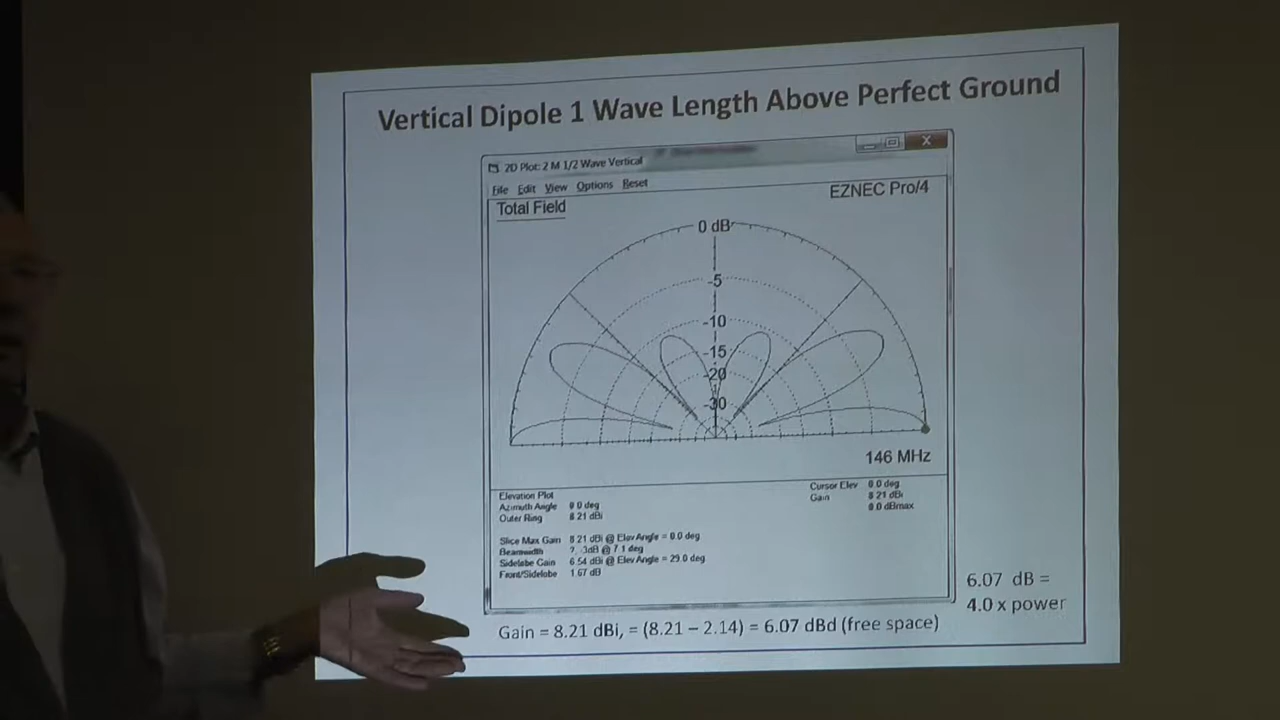 Vertical Dipole 1 Wave Length Above Perfect Ground
2D Plot: 2 M 1/2 Wave Vertical
File Edit View Options Reset
Total Field
EZNEC Pro/4
0 dB
-5
-10
-15
-20
-30
146 MHz
Elevation Plot
Azimuth Angle 0.0 deg
Outer Ring 8.21 dBi
Cursor Elev 0.0 deg
Gain 8.21 dBi
0.0 dBmax
Slice Max Gain 8.21 dBi @ Elev Angle = 0.0 deg
Beamwidth -3dB @ 7.1 deg
Sidelobe Gain 6.54 dBi @ Elev Angle = 29.0 deg
Front/Sidelobe 1.67 dB
6.07 dB =
4.0 x power
Gain = 8.21 dBi, = (8.21 – 2.14) = 6.07 dBd (free space)